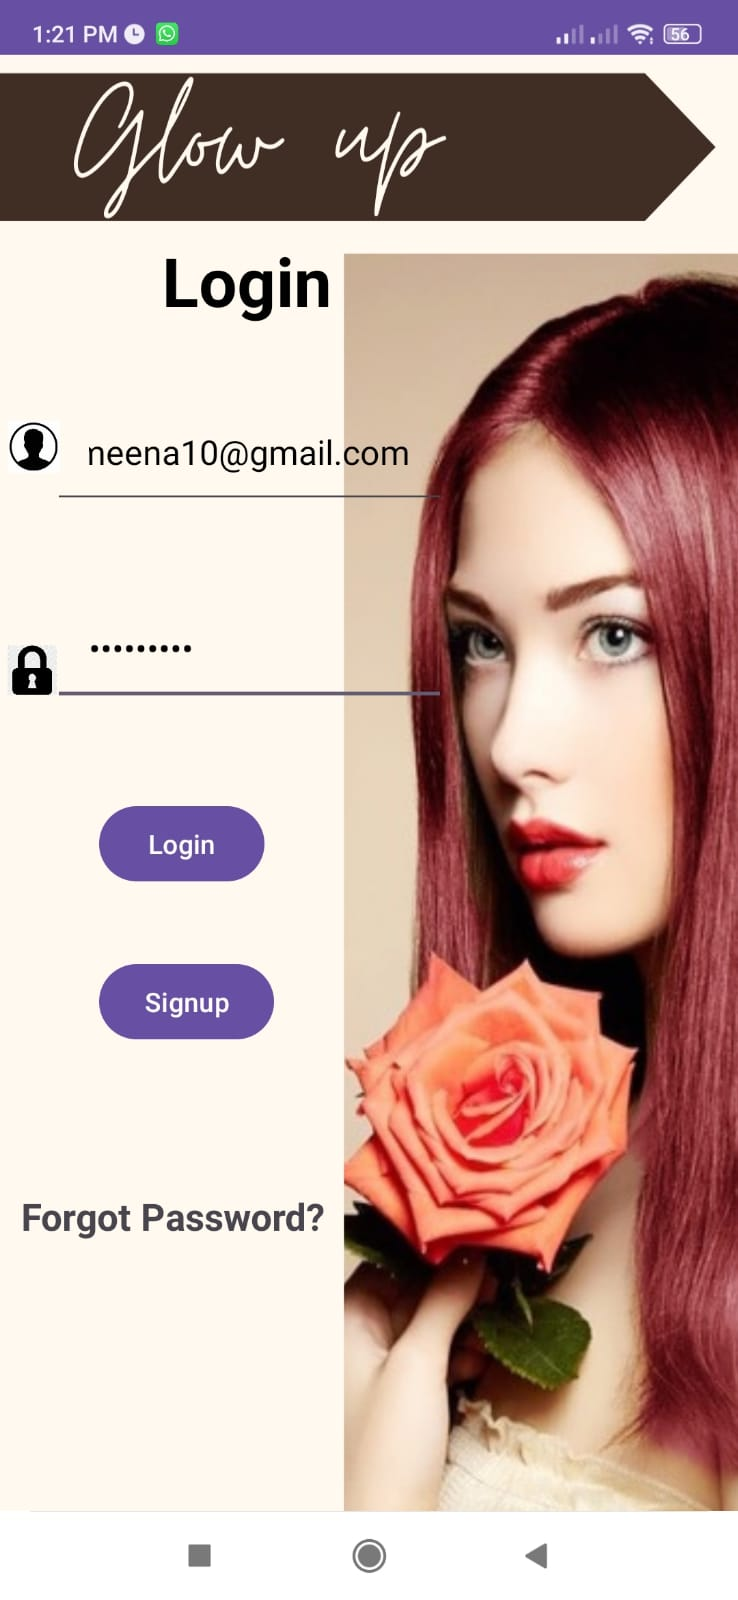 1:21 PM 56
Glow up
Login
neena10@gmail.com
•••••••••
Login
Signup
Forgot Password?